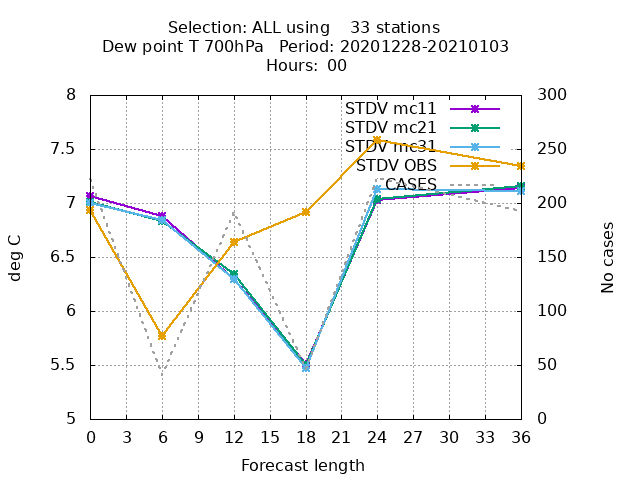 Selection: ALL using    33 stations
Dew point T 700hPa   Period: 20201228-20210103
Hours: 00
8
7.5
7
6.5
6
5.5
5
300
250
200
150
100
50
0
deg C
No cases
STDV mc11
STDV mc21
STDV mc31
STDV OBS
CASES
0 3 6 9 12 15 18 21 24 27 30 33 36
Forecast length